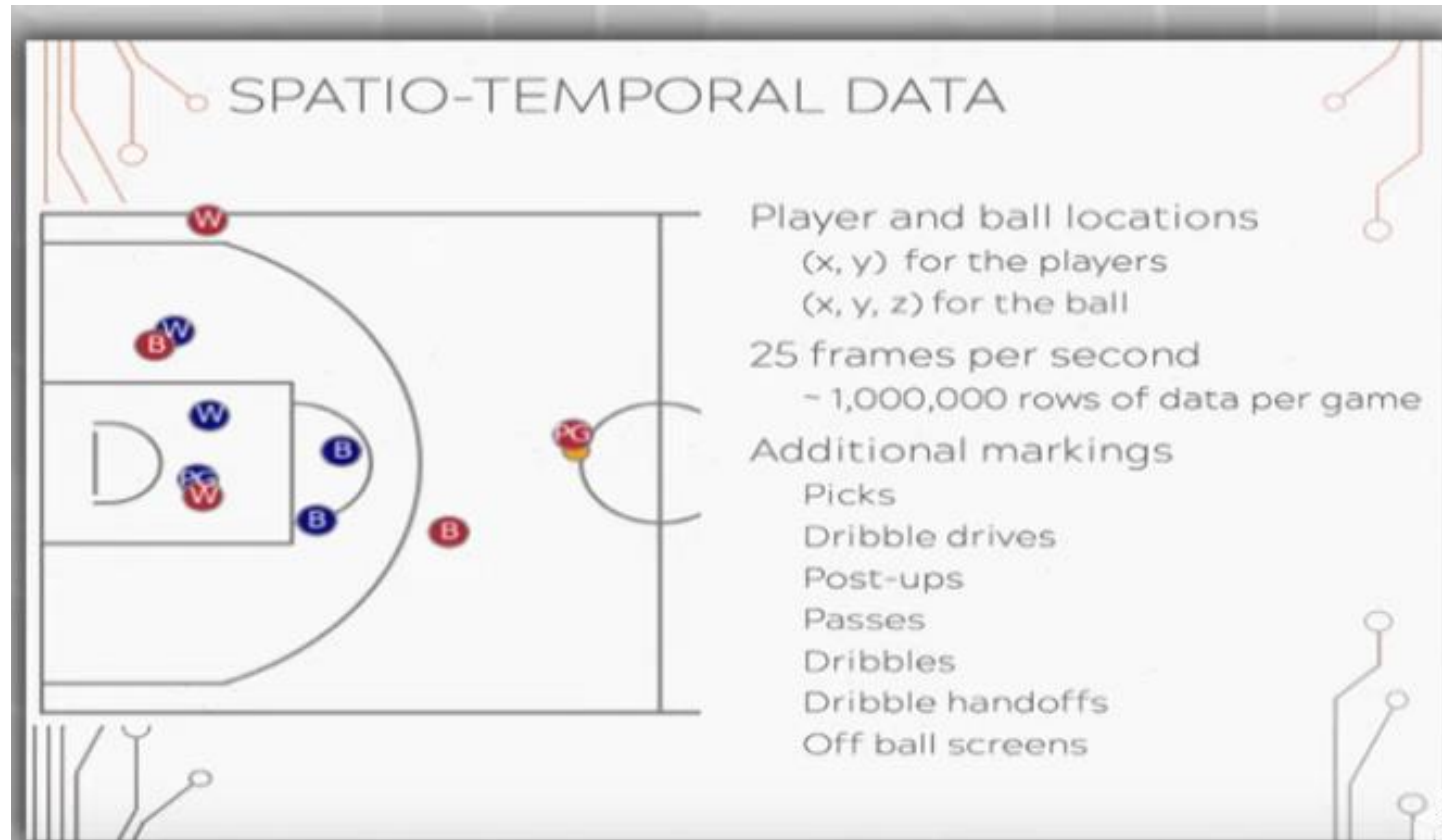 SPATIO-TEMPORAL DATA
W
W
B
W
B
PG
W
B
B
PG
Player and ball locations
(x, y) for the players
(x, y, z) for the ball
25 frames per second
~ 1,000,000 rows of data per game
Additional markings
Picks
Dribble drives
Post-ups
Passes
Dribbles
Dribble handoffs
Off ball screens